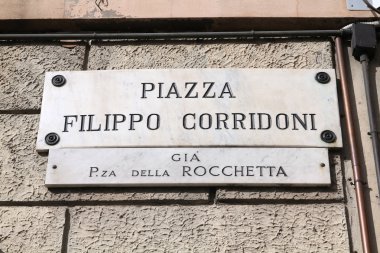 PIAZZA
FILIPPO CORRIDONI
GIÀ
P.ZA DELLA ROCCHETTA